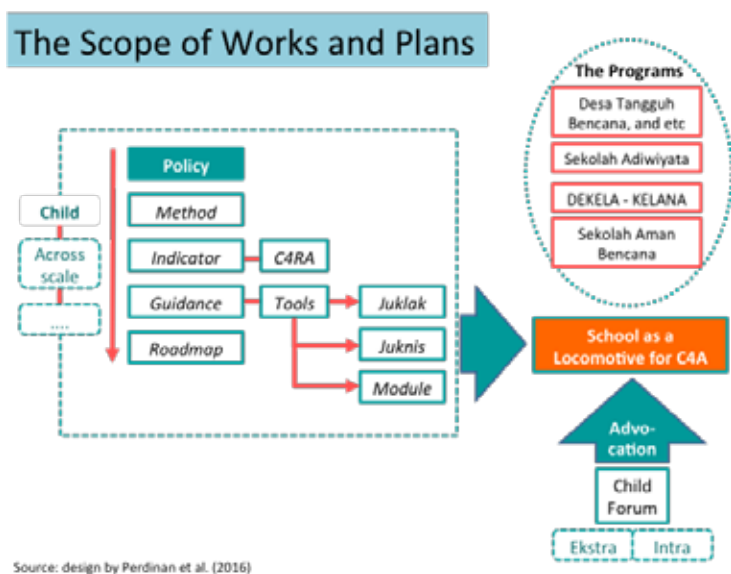 The Scope of Works and Plans
The Programs
Desa Tangguh
Bencana, and etc
Sekolah Adiwiyata
DEKELA - KELANA
Sekolah Aman
Bencana
Policy
Child
Method
Across
scale
Indicator
C4RA
....
Guidance
Tools
Juklak
Roadmap
Juknis
Module
School as a
Locomotive for C4A
Advo-
cation
Child
Forum
Ekstra
Intra
Source: design by Perdinan et al. (2016)